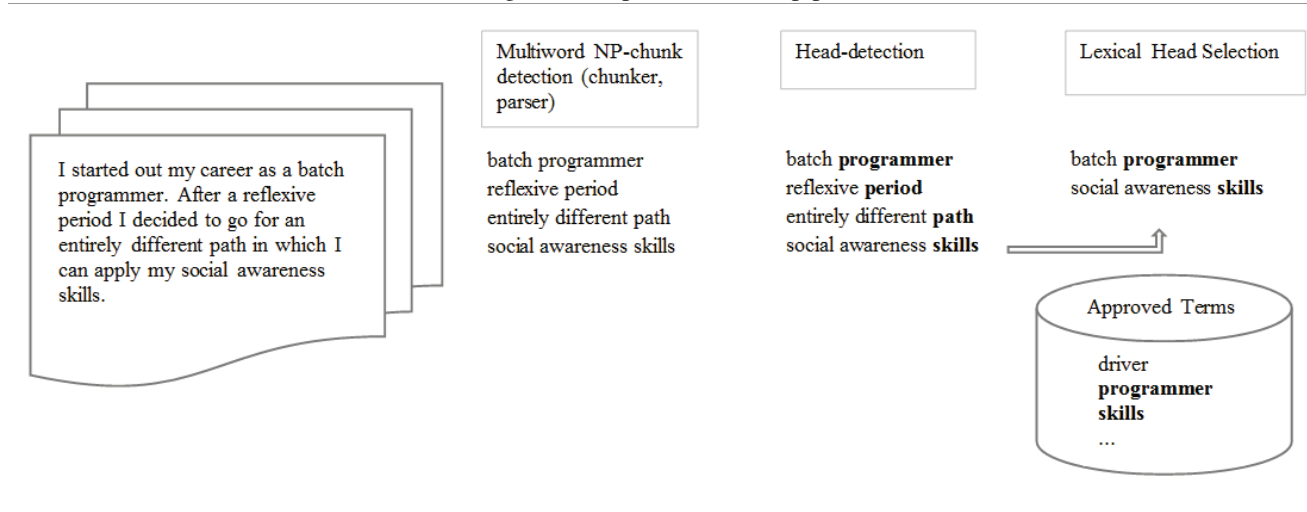 Multiword NP-chunk
detection (chunker,
parser)
Head-detection
Lexical Head Selection
I started out my career as a batch
programmer. After a reflexive
period I decided to go for an
entirely different path in which I
can apply my social awareness
skills.
batch programmer
reflexive period
entirely different path
social awareness skills
batch programmer
reflexive period
entirely different path
social awareness skills
batch programmer
social awareness skills
Approved Terms
driver
programmer
skills
...